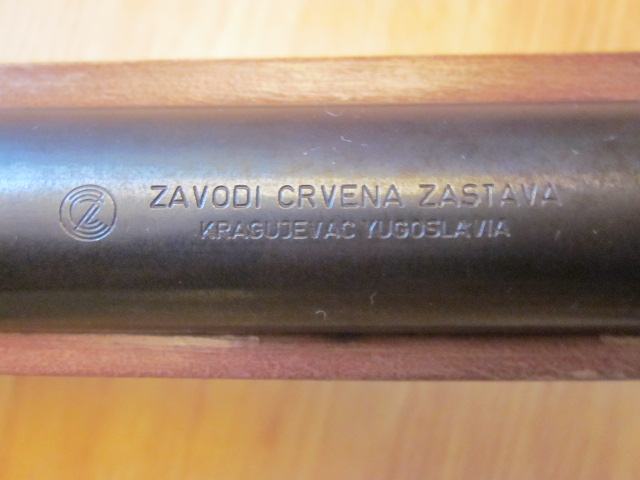 ZAVODI CRVENA ZASTAVA
KRAGUJEVAC YUGOSLAVIA